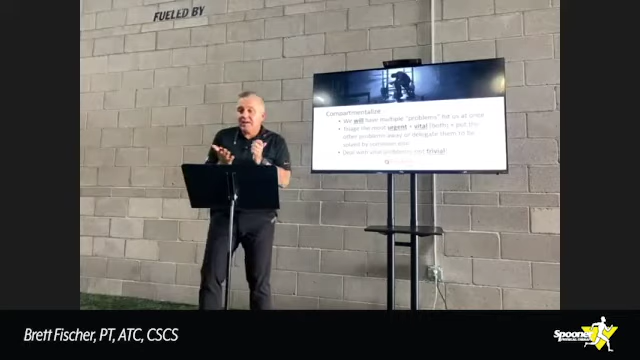 FUELED BY
Compartmentalize
• We will have multiple "problems" hit us at once
• Triage the most urgent + vital (both) + put the
other problems away or delegate them to be
solved by someone else
• Deal with vital problems not trivial
Brett Fischer, PT, ATC, CSCS
Spooner